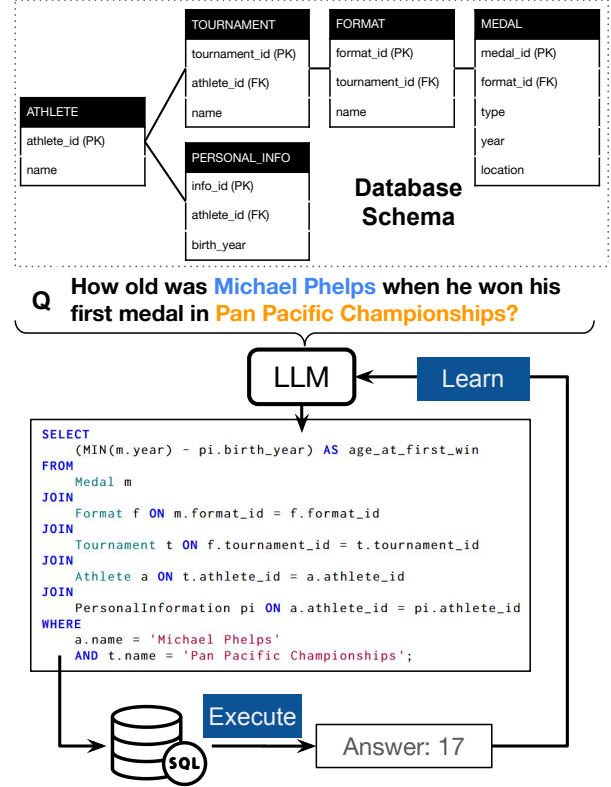 TOURNAMENT
tournament_id (PK)
athlete_id (FK)
name
FORMAT
format_id (PK)
tournament_id (FK)
name
MEDAL
medal_id (PK)
format_id (FK)
type
year
location
ATHLETE
athlete_id (PK)
name
PERSONAL_INFO
info_id (PK)
athlete_id (FK)
birth_year
Database
Schema
Q
How old was Michael Phelps when he won his
first medal in Pan Pacific Championships?
LLM
Learn
SELECT
(MIN(m.year) - pi.birth_year) AS age_at_first_win
FROM
Medal m
JOIN
Format f ON m.format_id = f.format_id
JOIN
Tournament t ON f.tournament_id = t.tournament_id
JOIN
Athlete a ON t.athlete_id = a.athlete_id
JOIN
PersonalInformation pi ON a.athlete_id = pi.athlete_id
WHERE
a.name = 'Michael Phelps'
AND t.name = 'Pan Pacific Championships';
SQL
Execute
Answer: 17